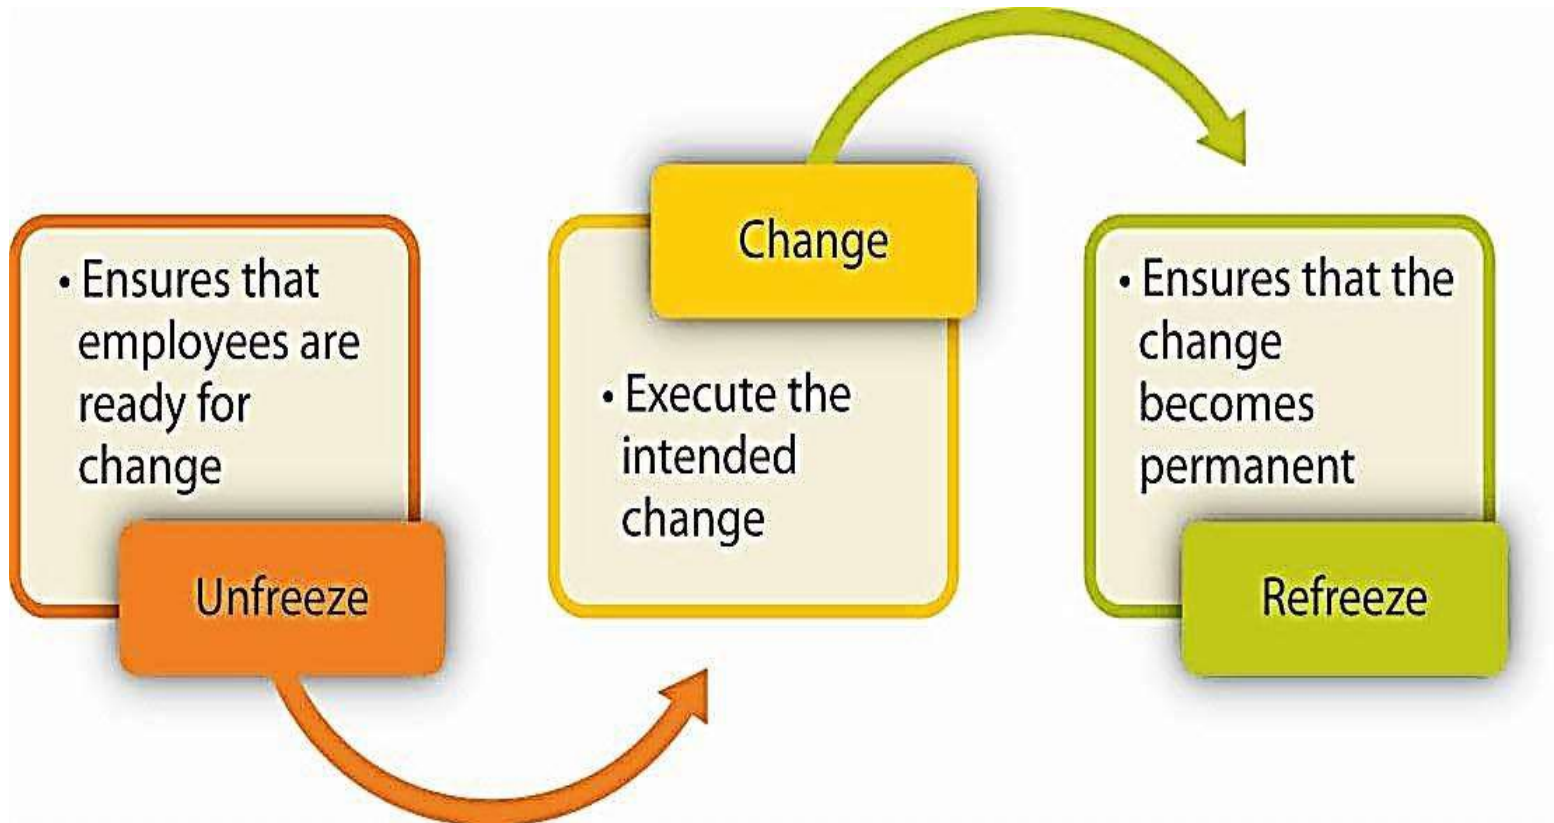 • Ensures that
employees are
ready for
change
Unfreeze
Change
• Execute the
intended
change
• Ensures that the
change
becomes
permanent
Refreeze